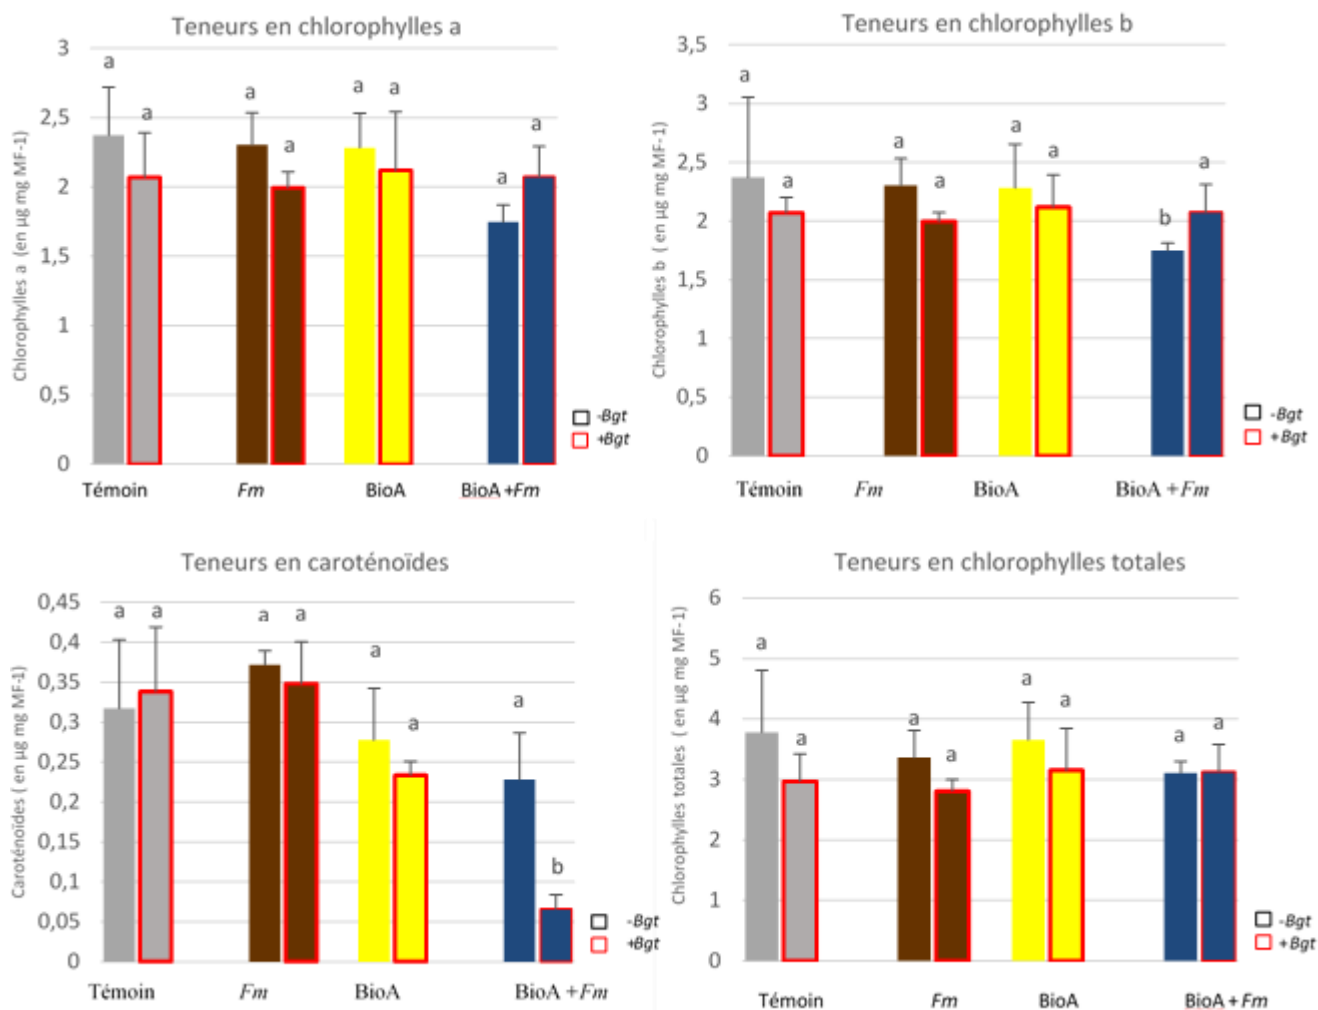 Teneurs en chlorophylles a
Chlorophylles a (en µg mg MF-1)
3
2,5
2
1,5
1
0,5
0
a
a
a
a
a
a
a
a
-Bgt
+Bgt
Témoin
Fm
BioA
BioA +Fm
Teneurs en chlorophylles b
Chlorophylles b ( en µg mg MF-1)
3,5
3
2,5
2
1,5
1
0,5
0
a
a
a
a
a
a
b
a
-Bgt
+Bgt
Témoin
Fm
BioA
BioA +Fm
Teneurs en caroténoïdes
Caroténoïdes ( en µg mg MF-1)
0,45
0,4
0,35
0,3
0,25
0,2
0,15
0,1
0,05
0
a
a
a
a
a
a
a
b
-Bgt
+Bgt
Témoin
Fm
BioA
BioA +Fm
Teneurs en chlorophylles totales
Chlorophylles totales ( en µg mg MF-1)
6
5
4
3
2
1
0
a
a
a
a
a
a
a
a
-Bgt
+Bgt
Témoin
Fm
BioA
BioA +Fm